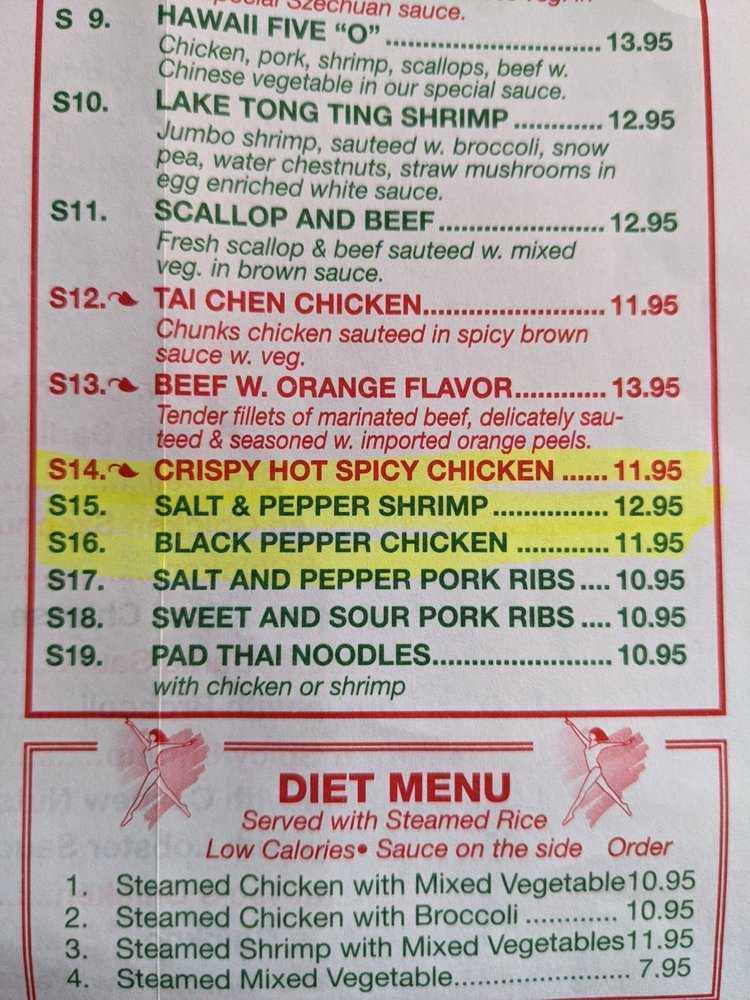 Szechuan sauce.
S 9. HAWAII FIVE “O” ............................ 13.95
Chicken, pork, shrimp, scallops, beef w.
Chinese vegetable in our special sauce.
S10. LAKE TONG TING SHRIMP ............ 12.95
Jumbo shrimp, sauteed w. broccoli, snow
pea, water chestnuts, straw mushrooms in
egg enriched white sauce.
S11. SCALLOP AND BEEF...................... 12.95
Fresh scallop & beef sauteed w. mixed
veg. in brown sauce.
S12. TAI CHEN CHICKEN........................ 11.95
Chunks chicken sauteed in spicy brown
sauce w. veg.
S13. BEEF W. ORANGE FLAVOR............ 13.95
Tender fillets of marinated beef, delicately sau-
teed & seasoned w. imported orange peels.
S14. CRISPY HOT SPICY CHICKEN ...... 11.95
S15. SALT & PEPPER SHRIMP............... 12.95
S16. BLACK PEPPER CHICKEN ............ 11.95
S17. SALT AND PEPPER PORK RIBS .... 10.95
S18. SWEET AND SOUR PORK RIBS .... 10.95
S19. PAD THAI NOODLES........................ 10.95
with chicken or shrimp
DIET MENU
Served with Steamed Rice
Low Calories• Sauce on the side Order
1. Steamed Chicken with Mixed Vegetable10.95
2. Steamed Chicken with Broccoli ............ 10.95
3. Steamed Shrimp with Mixed Vegetables11.95
4. Steamed Mixed Vegetable....................... 7.95